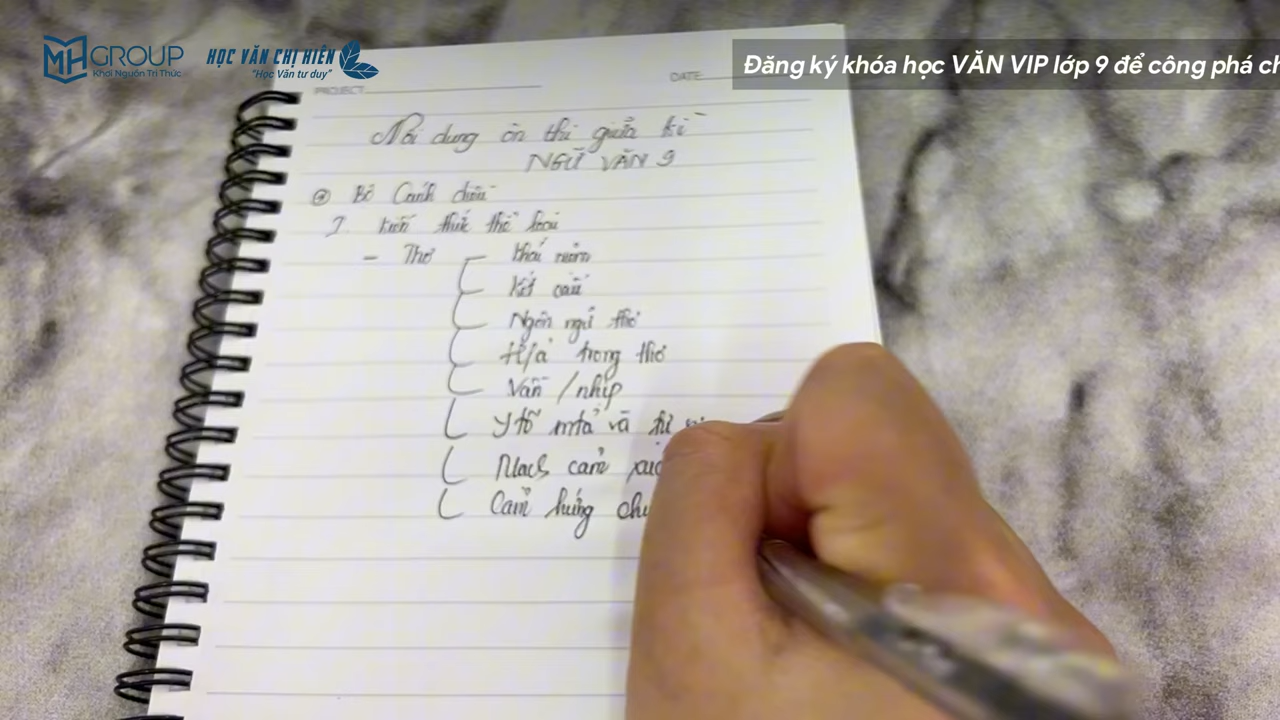 MH GROUP
Khơi Nguồn Tri Thức
HỌC VĂN CHỊ HIÊN
"Học Văn tư duy"
Đăng ký khóa học VĂN VIP lớp 9 để công phá ch
PROJECT
DATE
Nội dung ôn thi giữa kì
NGỮ VĂN 9
Bộ Cánh diều
I. Kiến thức thể loại
- Thơ
Khái niệm
Kết cấu
Ngôn ngữ thơ
H/ả trong thơ
Vần / nhịp
Ytố mtả và tự
Mạch cảm xúc
Cảm hứng chủ